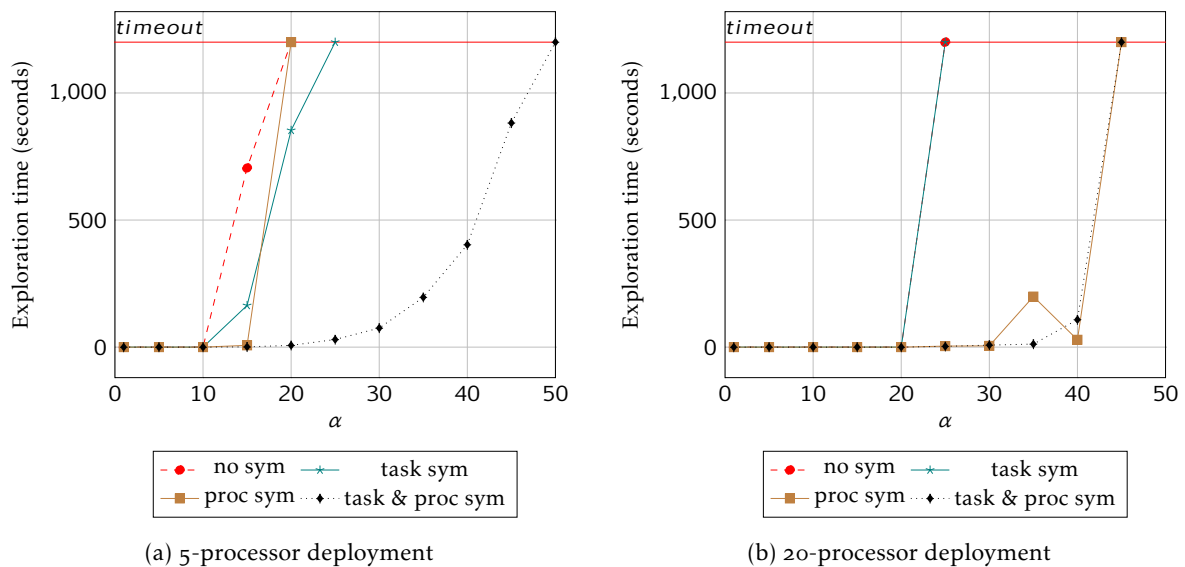 timeout
1,000
500
0
0 10 20 30 40 50
Exploration time (seconds)
α
no sym task sym
proc sym task & proc sym
(a) 5-processor deployment
timeout
1,000
500
0
0 10 20 30 40 50
Exploration time (seconds)
α
no sym task sym
proc sym task & proc sym
(b) 20-processor deployment